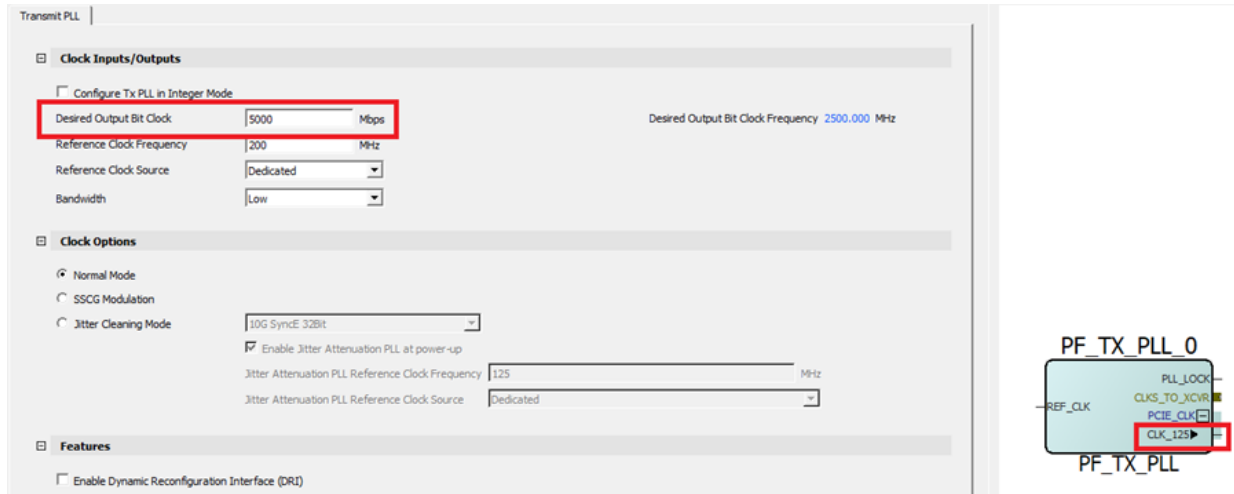 Transmit PLL
Clock Inputs/Outputs
Configure Tx PLL in Integer Mode
Desired Output Bit Clock 5000 Mbps Desired Output Bit Clock Frequency 2500.000 MHz
Reference Clock Frequency 200 MHz
Reference Clock Source Dedicated
Bandwidth Low
Clock Options
Normal Mode
SSCG Modulation
Jitter Cleaning Mode 10G SyncE 32Bit
Enable Jitter Attenuation PLL at power-up
Jitter Attenuation PLL Reference Clock Frequency 125 MHz
Jitter Attenuation PLL Reference Clock Source Dedicated
Features
Enable Dynamic Reconfiguration Interface (DRI)
PF_TX_PLL_0
PLL_LOCK
CLKS_TO_XCVR
REF_CLK
PCIE_CLK
CLK_125
PF_TX_PLL